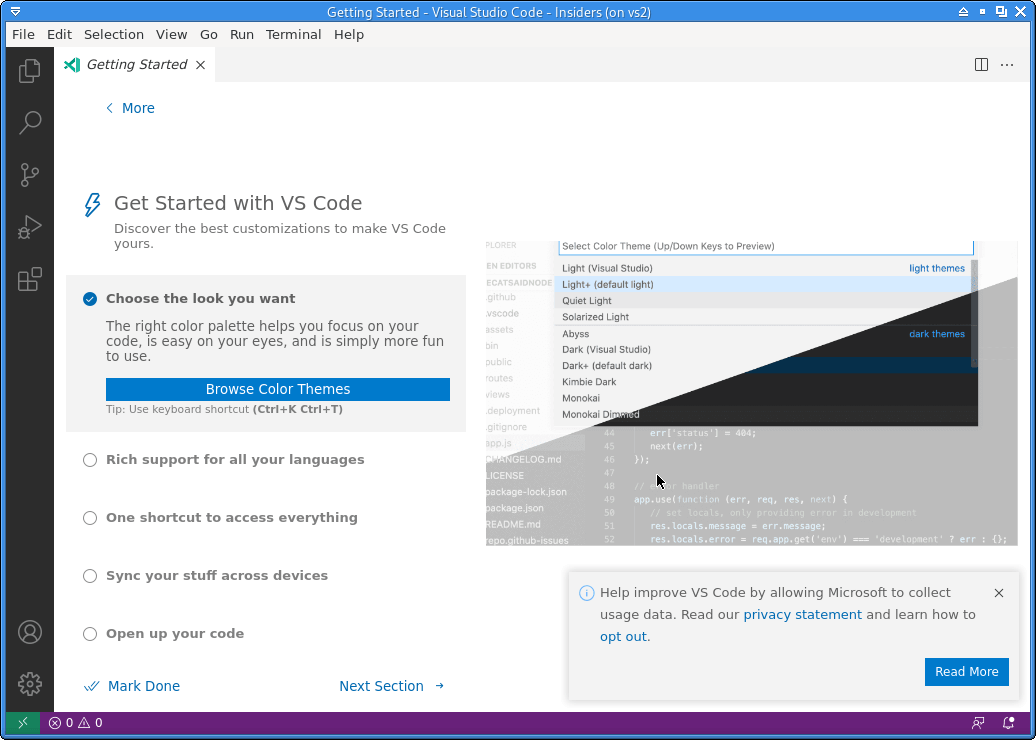 Getting Started - Visual Studio Code - Insiders (on vs2)
File Edit Selection View Go Run Terminal Help
Getting Started
More
Get Started with VS Code
Discover the best customizations to make VS Code
yours.
Choose the look you want
The right color palette helps you focus on your
code, is easy on your eyes, and is simply more fun
to use.
Browse Color Themes
Tip: Use keyboard shortcut (Ctrl+K Ctrl+T)
Rich support for all your languages
One shortcut to access everything
Sync your stuff across devices
Open up your code
Mark Done
Next Section
PLORER
EN EDITORS
ECATSAIDNODE
.github
.vscode
assets
bin
public
routes
views
.deployment
.gitignore
app.js
CHANGELOG.md
LICENSE
package-lock.json
package.json
README.md
repo.github-issues
Select Color Theme (Up/Down Keys to Preview)
Light (Visual Studio) light themes
Light+ (default light)
Quiet Light
Solarized Light
Abyss dark themes
Dark (Visual Studio)
Dark+ (default dark)
Kimbie Dark
Monokai
Monokai Dimmed
44 err['status'] = 404;
45 next(err);
46 });
47
48 // handler
49 app.use(function (err, req, res, next) {
50 // set locals, only providing error in development
51 res.locals.message = err.message;
52 res.locals.error = req.app.get('env') === 'development' ? err : {};
Help improve VS Code by allowing Microsoft to collect
usage data. Read our privacy statement and learn how to
opt out.
Read More
0 0